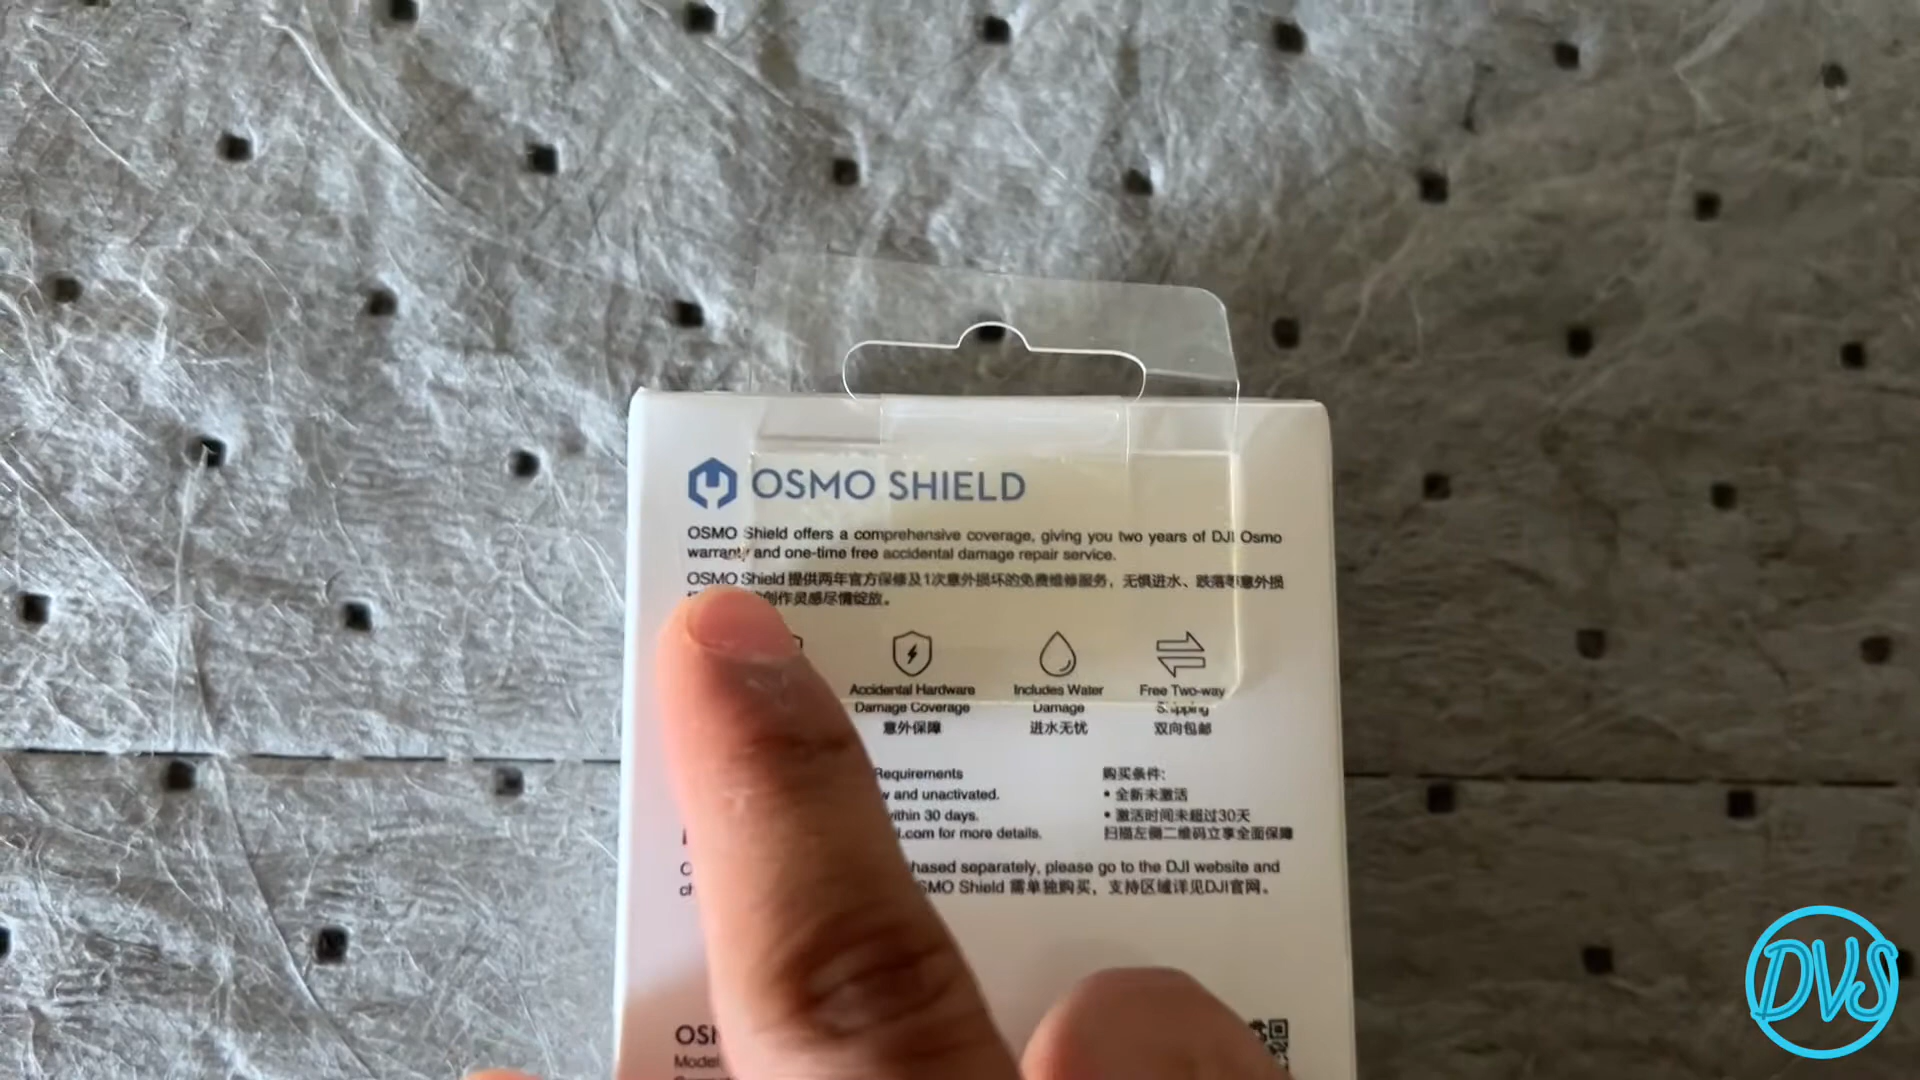 OSMO SHIELD
OSMO Shield offers a comprehensive coverage, giving you two years of DJI Osmo
warranty and one-time free accidental damage repair service.
OSMO Shield 提供两年官方保修及1次意外损坏的免费维修服务，无惧进水、跌落等意外损
创作灵感尽情绽放。
Accidental Hardware
Damage Coverage
意外保障
Includes Water
Damage
进水无忧
Free Two-way
Shipping
双向包邮
Requirements
and unactivated.
within 30 days.
.com for more details.
购买条件:
• 全新未激活
• 激活时间未超过30天
扫描左侧二维码立享全面保障
separately, please go to the DJI website and
Shield 需单独购买，支持区域详见DJI官网。
Model
DVS